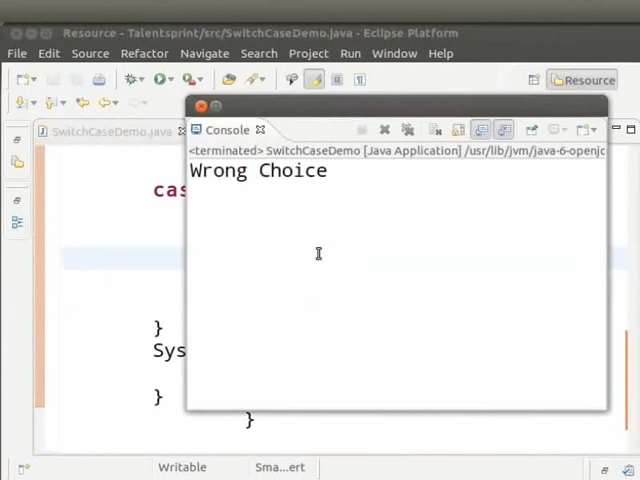 Resource - Talentsprint/src/SwitchCaseDemo.java - Eclipse Platform
File Edit Source Refactor Navigate Search Project Run Window Help
Resource
SwitchCaseDemo.java
Console
<terminated> SwitchCaseDemo [Java Application] /usr/lib/jvm/java-6-openjd
Wrong Choice
cas
}
Sys
}
}
Writable Sma...ert